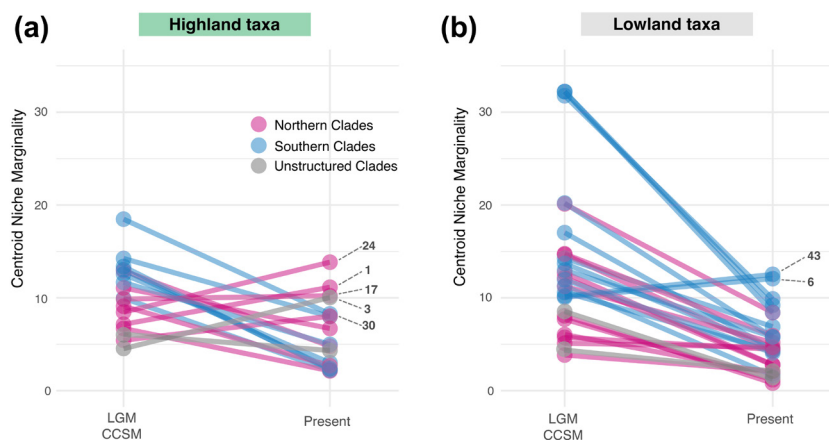 (a)
Highland taxa
Centroid Niche Marginality
30
20
10
0
Northern Clades
Southern Clades
Unstructured Clades
24
1
17
3
30
LGM
CCSM
Present
(b)
Lowland taxa
Centroid Niche Marginality
30
20
10
0
43
6
LGM
CCSM
Present